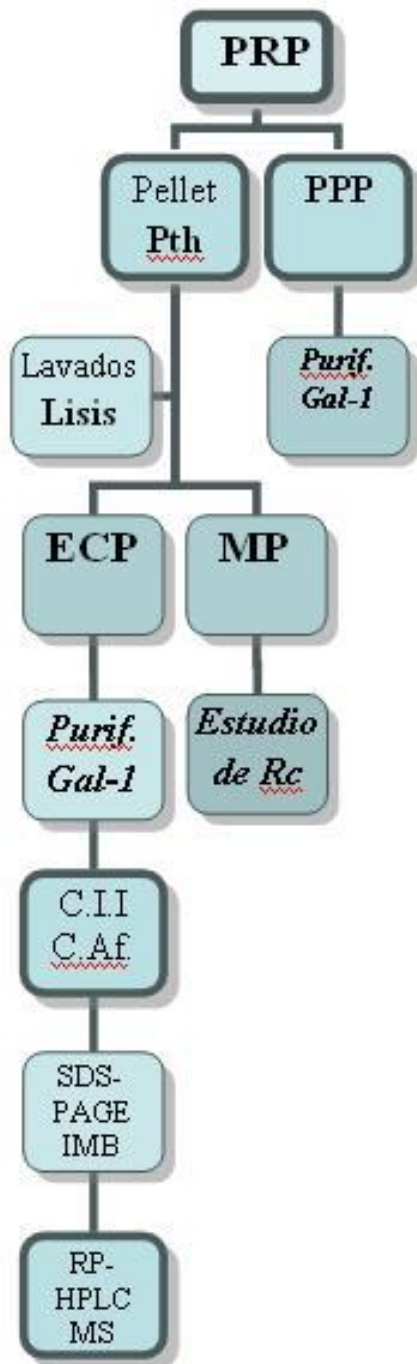 PRP
Pellet
Pth
PPP
Lavados
Lisis
Purif.
Gal-1
ECP
MP
Purif.
Gal-1
Estudio
de Rc
C.I.I
C.Af.
SDS-
PAGE
IMB
RP-
HPLC
MS